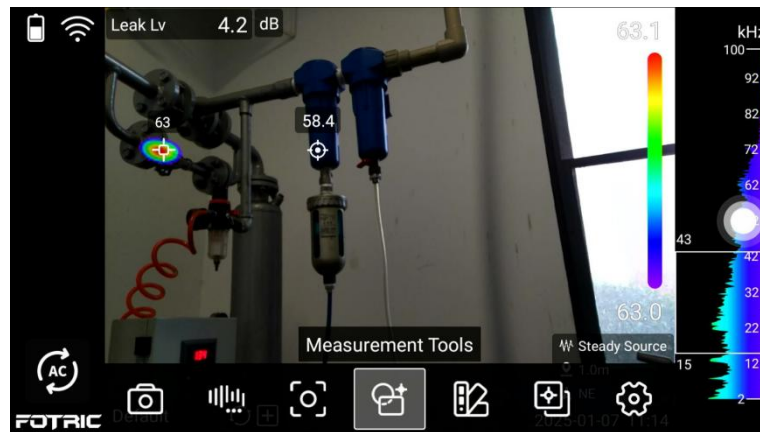 Leak Lv 4.2 dB
63.1
kHz
100
92
82
72
62
63
58.4
43
42
63.0
32
Measurement Tools
22
Steady Source
1.0m
15
12
AC
NE
2
FOTRIC
Default
2025-01-07 11:14